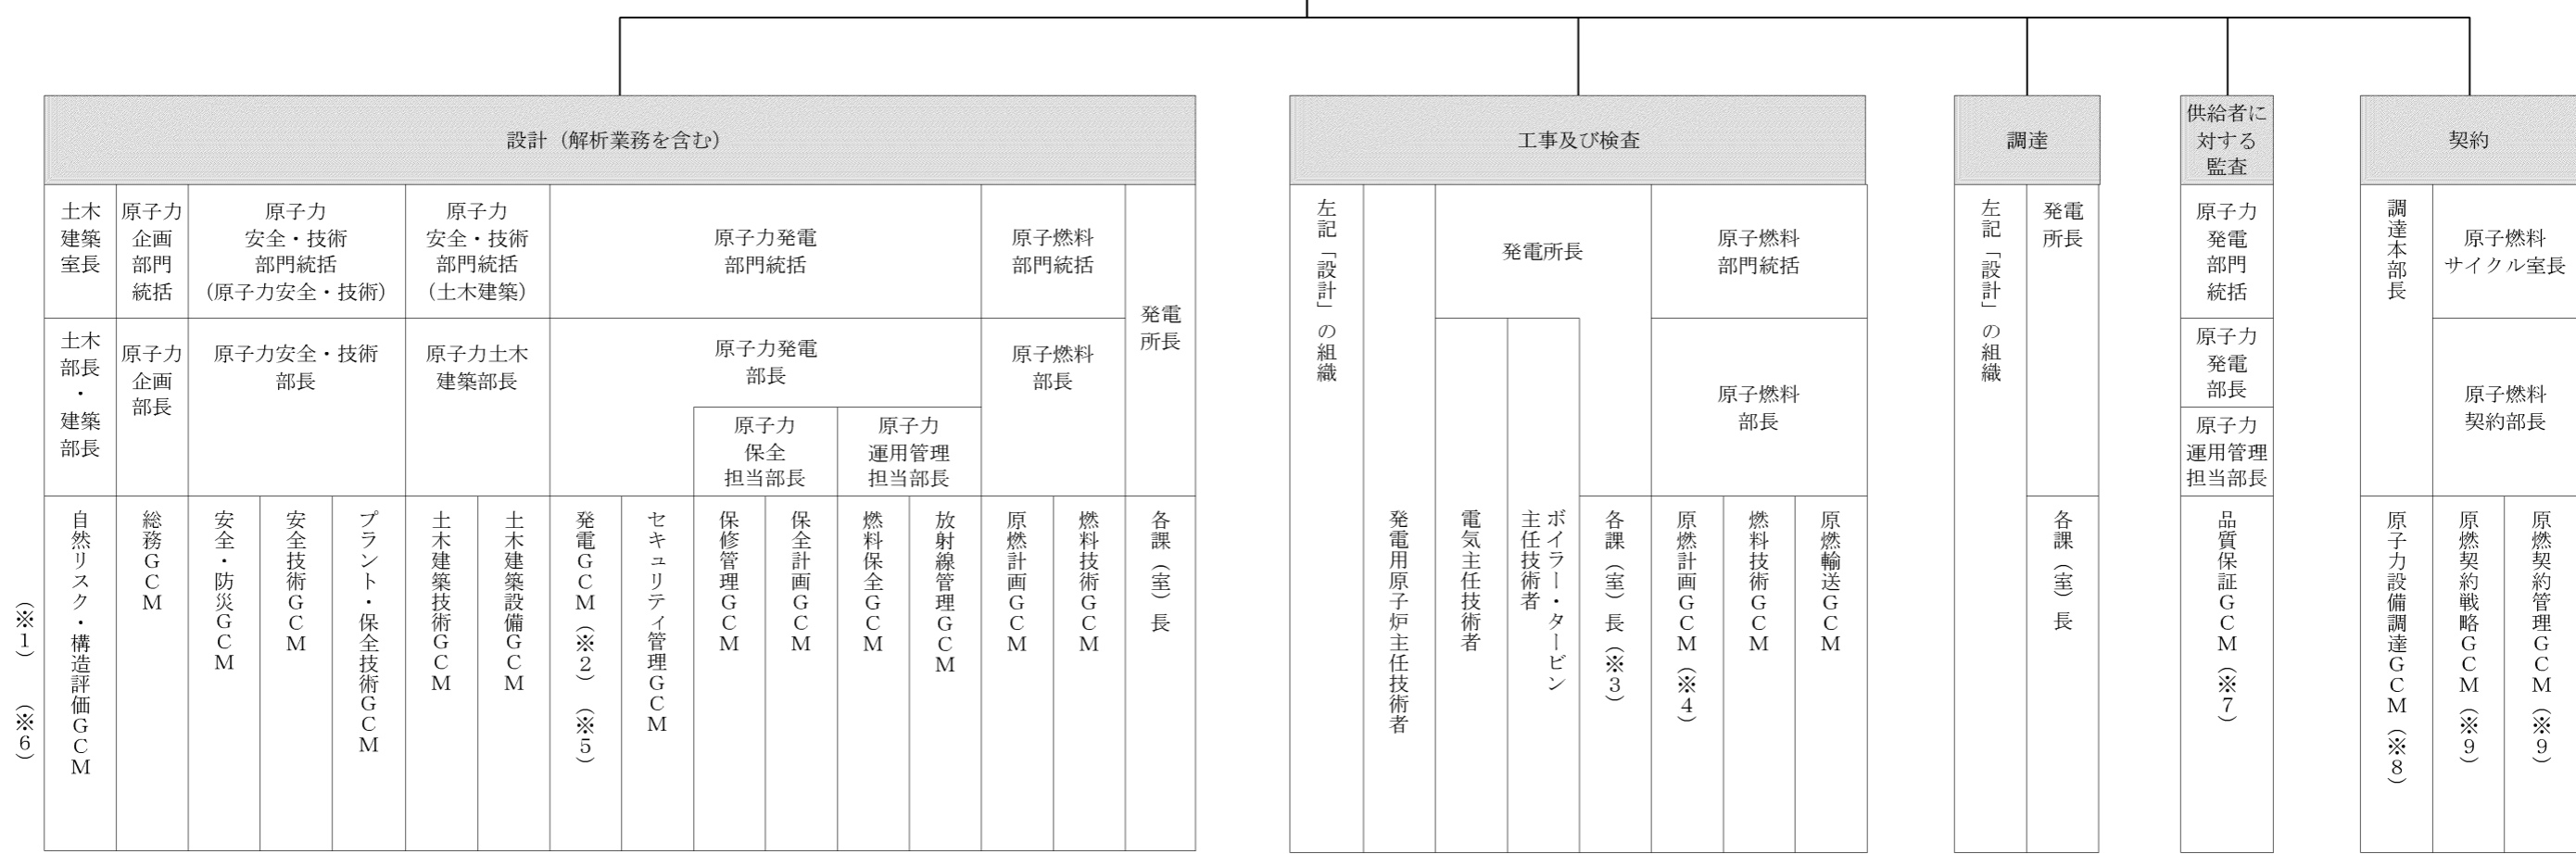 設計（解析業務を含む）
工事及び検査
調達
供給者に
対する
監査
契約
土木
建築
室長
原子力
企画
部門
統括
原子力
安全・技術
部門統括
（原子力安全・技術）
原子力
安全・技術
部門統括
（土木建築）
原子力発電
部門統括
原子燃料
部門統括
発電
所長
土木
部長
・
建築
部長
原子力
企画
部長
原子力安全・技術
部長
原子力土木
建築部長
原子力発電
部長
原子力
保全
担当部長
原子力
運用管理
担当部長
原子燃料
部長
（※１）　（※６）
自然リスク・構造評価ＧＣＭ
総務ＧＣＭ
安全・防災ＧＣＭ
安全技術ＧＣＭ
プラント・保全技術ＧＣＭ
土木建築技術ＧＣＭ
土木建築設備ＧＣＭ
発電ＧＣＭ（※２）（※５）
セキュリティ管理ＧＣＭ
保修管理ＧＣＭ
保全計画ＧＣＭ
燃料保全ＧＣＭ
放射線管理ＧＣＭ
原燃計画ＧＣＭ
燃料技術ＧＣＭ
各課（室）長
左記「設計」の組織
発電用原子炉主任技術者
発電所長
電気主任技術者
ボイラー・タービン
主任技術者
各課（室）長（※３）
原子燃料
部門統括
原子燃料
部長
原燃計画ＧＣＭ（※４）
燃料技術ＧＣＭ
原燃輸送ＧＣＭ
左記「設計」の組織
発電
所長
各課（室）長
原子力
発電
部門
統括
原子力
発電
部長
原子力
運用管理
担当部長
品質保証ＧＣＭ（※７）
調達本部長
原子力設備調達ＧＣＭ（※８）
原子燃料
サイクル室長
原子燃料
契約部長
原燃契約戦略ＧＣＭ（※９）
原燃契約管理ＧＣＭ（※９）